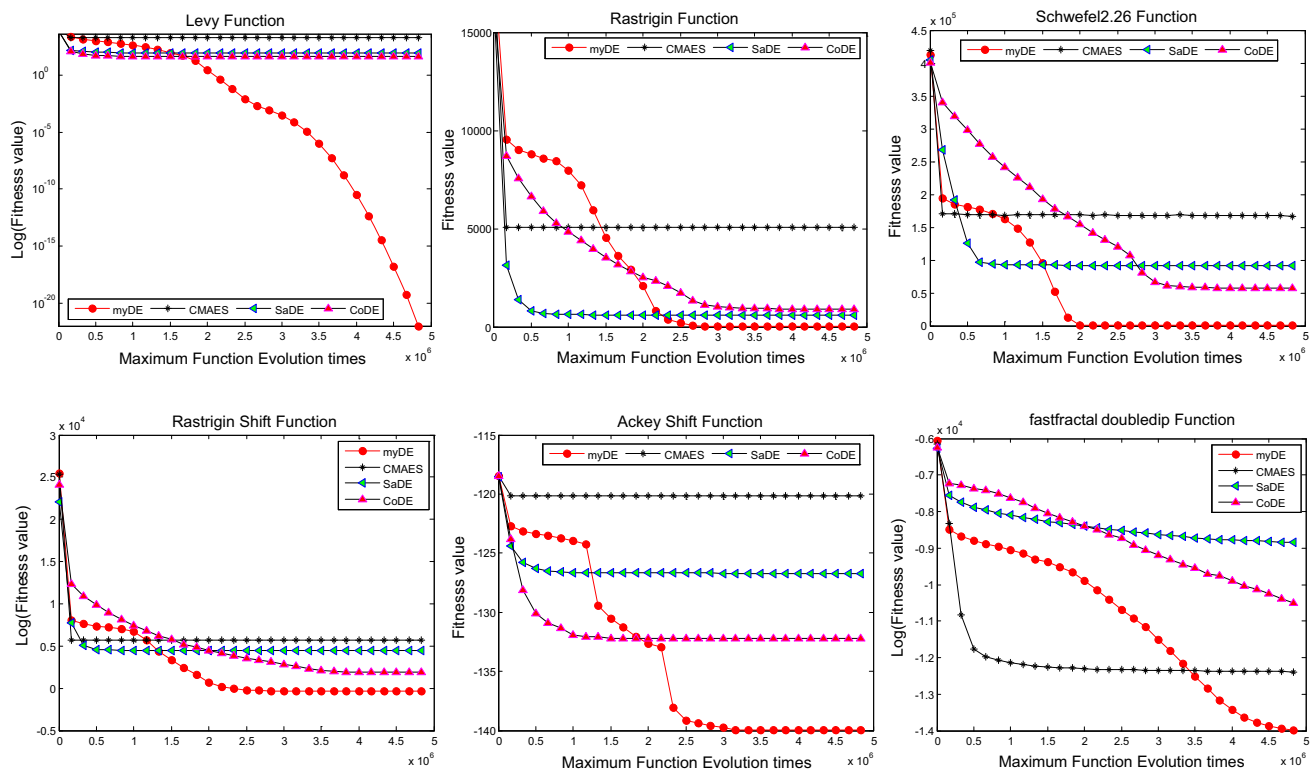 Levy Function
10^0
10^-5
10^-10
10^-15
10^-20
Log(Fitnesss value)
myDE CMAES SaDE CoDE
0 0.5 1 1.5 2 2.5 3 3.5 4 4.5 5
x 10^6
Maximum Function Evolution times
Rastrigin Function
15000
10000
5000
0
Fitnesss value
myDE CMAES SaDE CoDE
0 0.5 1 1.5 2 2.5 3 3.5 4 4.5 5
x 10^6
Maximum Function Evolution times
Schwefel2.26 Function
x 10^5
4.5
4
3.5
3
2.5
2
1.5
1
0.5
0
Fitnesss value
myDE CMAES SaDE CoDE
0 0.5 1 1.5 2 2.5 3 3.5 4 4.5 5
x 10^6
Maximum Function Evolution times
Rastrigin Shift Function
x 10^4
3
2.5
2
1.5
1
0.5
0
-0.5
Log(Fitnesss value)
myDE
CMAES
SaDE
CoDE
0 0.5 1 1.5 2 2.5 3 3.5 4 4.5 5
x 10^6
Maximum Function Evolution times
Ackey Shift Function
-115
-120
-125
-130
-135
-140
Fitnesss value
myDE CMAES SaDE CoDE
0 0.5 1 1.5 2 2.5 3 3.5 4 4.5 5
x 10^6
Maximum Function Evolution times
fastfractal doubledip Function
x 10^4
-0.6
-0.7
-0.8
-0.9
-1
-1.1
-1.2
-1.3
-1.4
Log(Fitnesss value)
myDE
CMAES
SaDE
CoDE
0 0.5 1 1.5 2 2.5 3 3.5 4 4.5 5
x 10^6
Maximum Function Evolution times